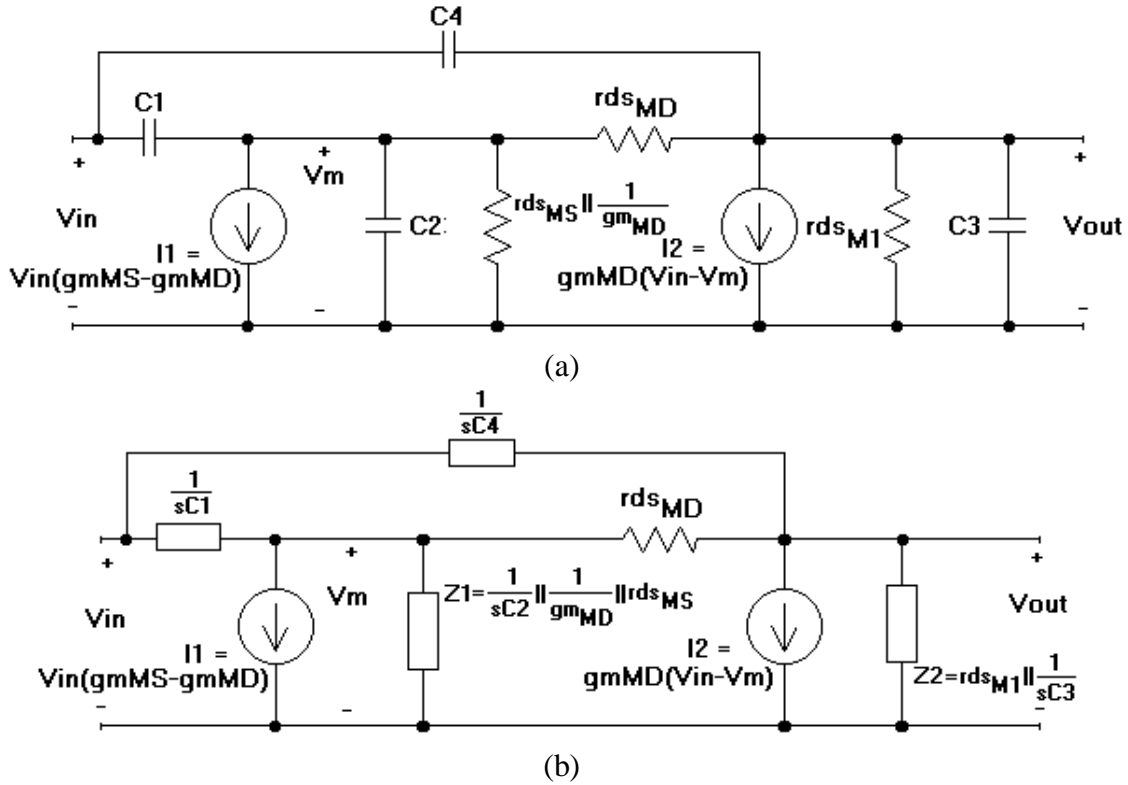 C4
C1
rds MD
+ + +
Vm
Vin
rds MS || 1/gm MD
C2
I1 =
Vin(gmMS-gmMD)
I2 =
gmMD(Vin-Vm)
rds M1
C3
Vout
- - -
(a)
1/sC4
1/sC1
rds MD
+ + +
Vm
Vin
Z1= 1/sC2 || 1/gm MD || rds MS
Vout
I1 =
Vin(gmMS-gmMD)
I2 =
gmMD(Vin-Vm)
Z2= rds M1 || 1/sC3
- - -
(b)